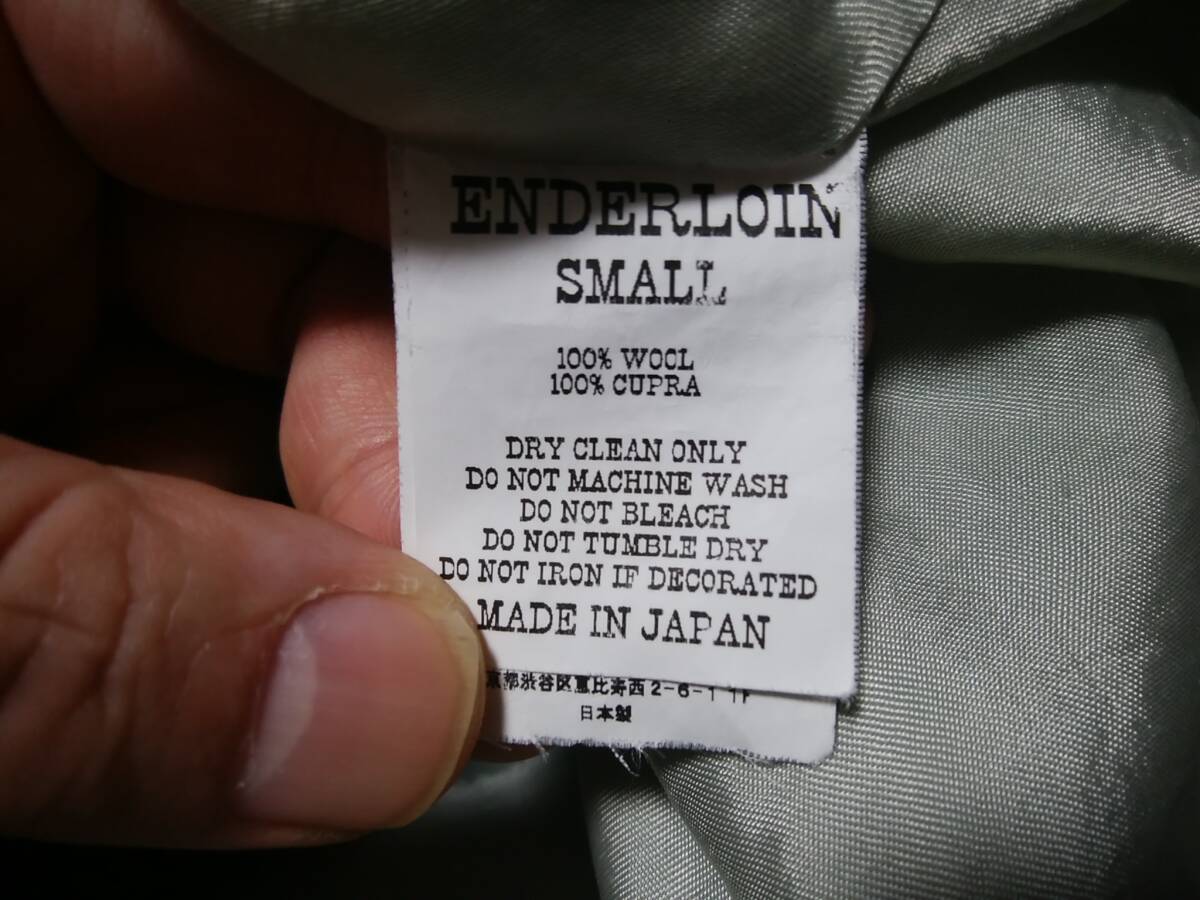 ENDERLOIN
SMALL
100% WOOL
100% CUPRA
DRY CLEAN ONLY
DO NOT MACHINE WASH
DO NOT BLEACH
DO NOT TUMBLE DRY
DO NOT IRON IF DECORATED
MADE IN JAPAN
京都渋谷区恵比寿西2-6-1 1F
日本製